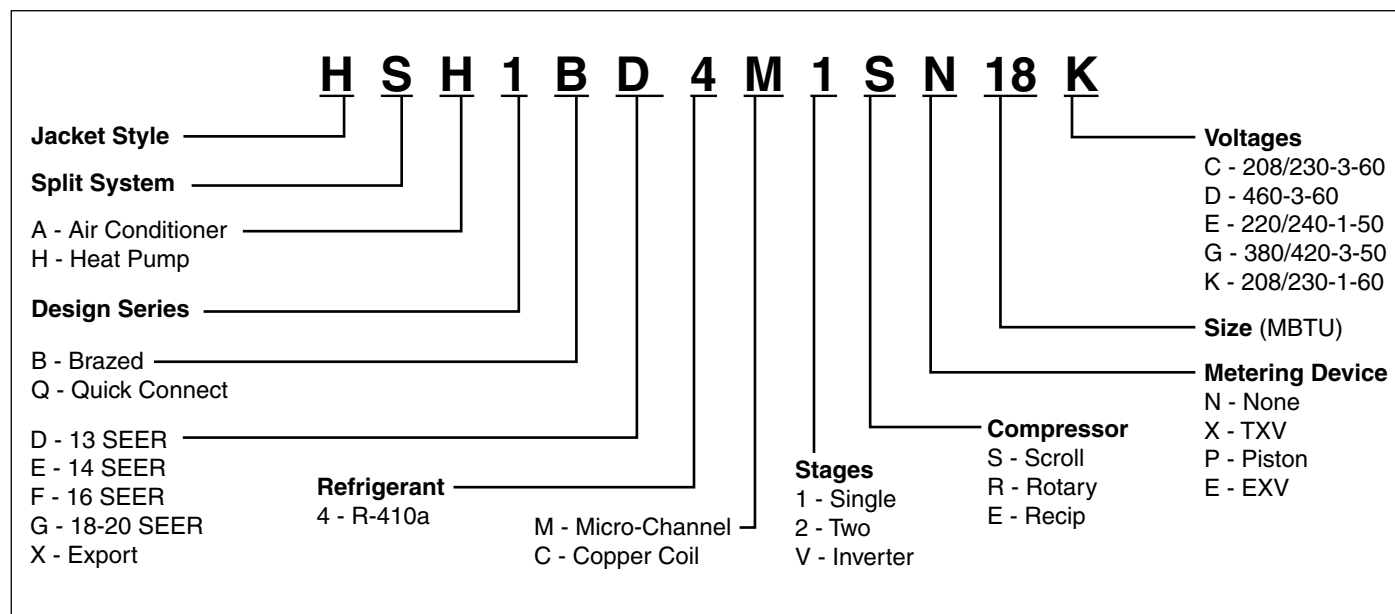 H S H 1 B D 4 M 1 S N 18 K
Jacket Style
Split System
A - Air Conditioner
H - Heat Pump
Design Series
B - Brazed
Q - Quick Connect
D - 13 SEER
E - 14 SEER
F - 16 SEER
G - 18-20 SEER
X - Export
Refrigerant
4 - R-410a
M - Micro-Channel
C - Copper Coil
Stages
1 - Single
2 - Two
V - Inverter
Compressor
S - Scroll
R - Rotary
E - Recip
Voltages
C - 208/230-3-60
D - 460-3-60
E - 220/240-1-50
G - 380/420-3-50
K - 208/230-1-60
Size (MBTU)
Metering Device
N - None
X - TXV
P - Piston
E - EXV